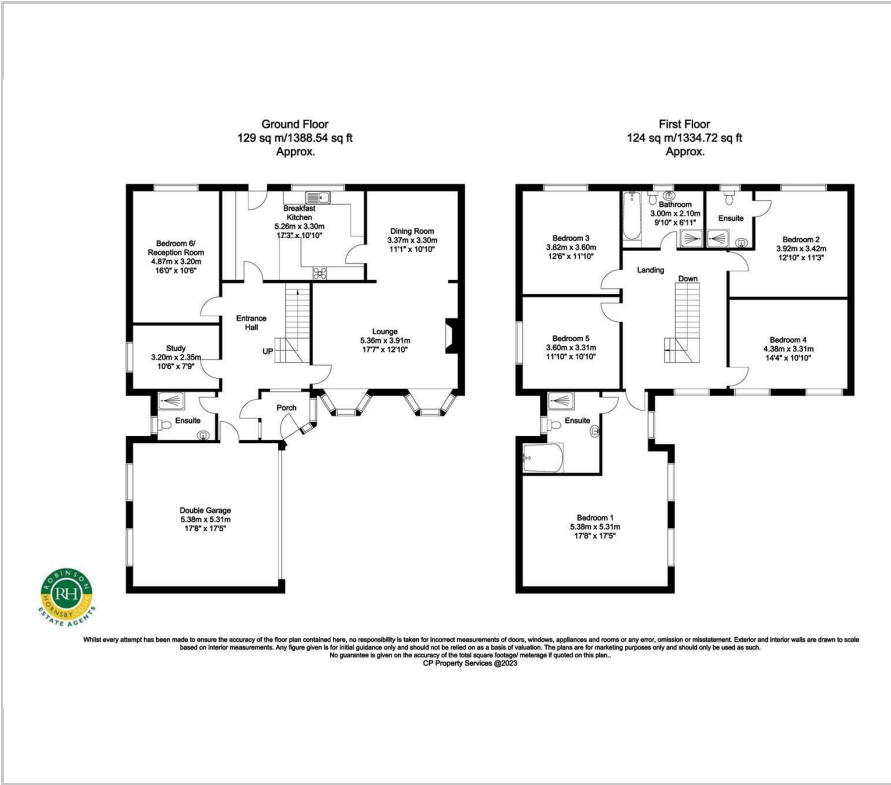 Ground Floor
129 sq m/1388.54 sq ft
Approx.
First Floor
124 sq m/1334.72 sq ft
Approx.
Bedroom 6/
Reception Room
4.87m x 3.20m
16'0" x 10'6"
Breakfast
Kitchen
5.26m x 3.30m
17'3" x 10'10"
Dining Room
3.37m x 3.30m
11'1" x 10'10"
Entrance
Hall
UP
Lounge
5.36m x 3.91m
17'7" x 12'10"
Study
3.20m x 2.35m
10'6" x 7'9"
Porch
Ensuite
Double Garage
5.38m x 5.31m
17'8" x 17'5"
Bedroom 3
3.82m x 3.60m
12'6" x 11'10"
Bathroom
3.00m x 2.10m
9'10" x 6'11"
Ensuite
Bedroom 2
3.92m x 3.42m
12'10" x 11'3"
Landing
Down
Bedroom 5
3.60m x 3.31m
11'10" x 10'10"
Bedroom 4
4.38m x 3.31m
14'4" x 10'10"
Ensuite
Bedroom 1
5.38m x 5.31m
17'8" x 17'5"
ROBINSON
HORNSBY
RH
ESTATE AGENTS
Whilst every attempt has been made to ensure the accuracy of the floor plan contained here, no responsibility is taken for incorrect measurements of doors, windows, appliances and rooms or any error, omission or misstatement. Exterior and interior walls are drawn to scale
based on interior measurements. Any figure given is for initial guidance only and should not be relied on as a basis of valuation. The plans are for marketing purposes only and should only be used as such.
No guarantee is given on the accuracy of the total square footage/ meterage if quoted on this plan..
CP Property Services @2023